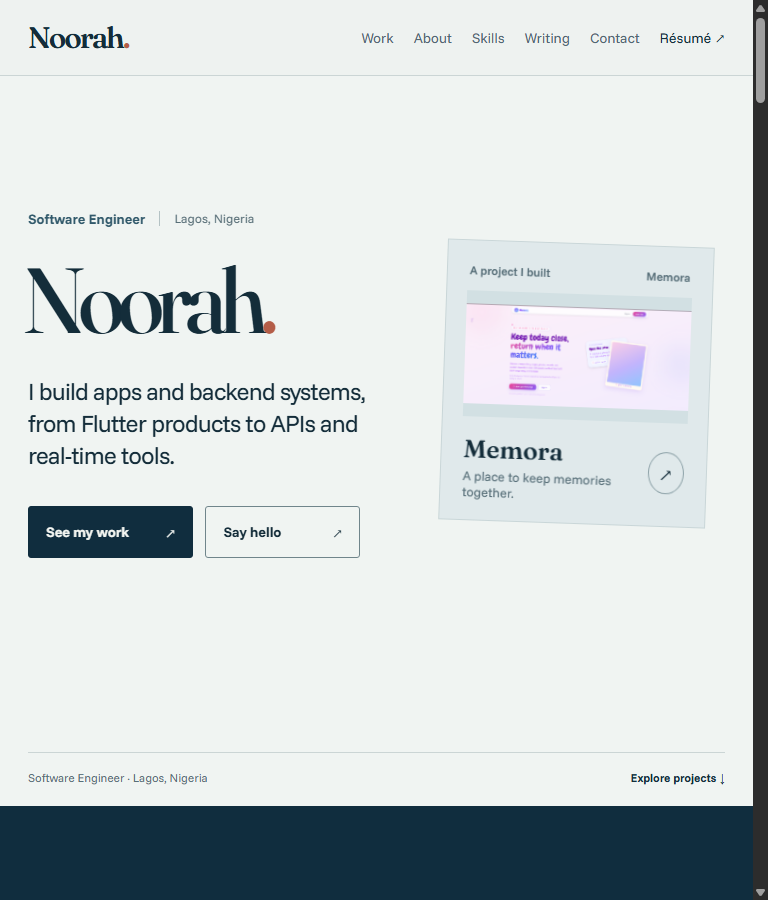 Noorah.
Work About Skills Writing Contact Résumé ↗
Software Engineer
Lagos, Nigeria
Noorah.
I build apps and backend systems,
from Flutter products to APIs and
real-time tools.
See my work ↗
Say hello ↗
A project I built
Memora
Keep today close,
return when it
matters.
Memora
A place to keep memories
together.
↗
Software Engineer · Lagos, Nigeria
Explore projects ↓